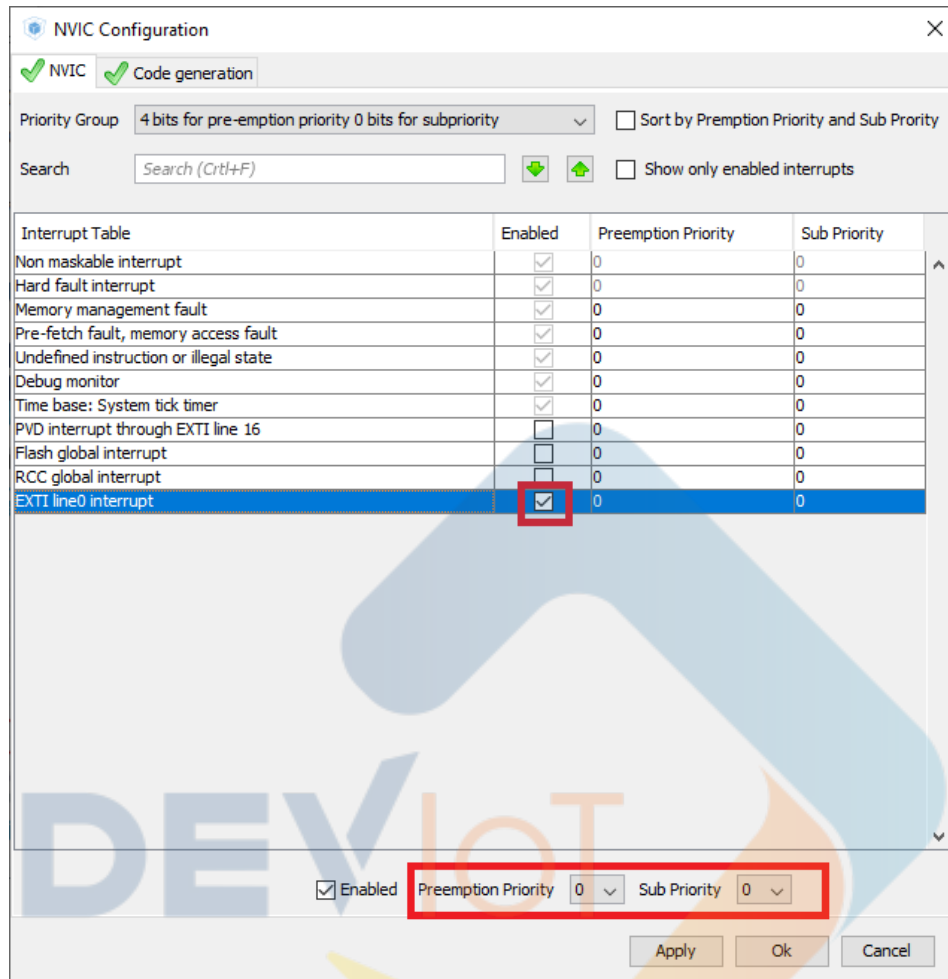 NVIC Configuration
NVIC Code generation
Priority Group 4 bits for pre-emption priority 0 bits for subpriority Sort by Premption Priority and Sub Prority
Search Search (Crtl+F) Show only enabled interrupts
Interrupt Table Enabled Preemption Priority Sub Priority
Non maskable interrupt 0 0
Hard fault interrupt 0 0
Memory management fault 0 0
Pre-fetch fault, memory access fault 0 0
Undefined instruction or illegal state 0 0
Debug monitor 0 0
Time base: System tick timer 0 0
PVD interrupt through EXTI line 16 0 0
Flash global interrupt 0 0
RCC global interrupt 0 0
EXTI line0 interrupt 0 0
DEVIoT
Enabled Preemption Priority 0 Sub Priority 0
Apply Ok Cancel